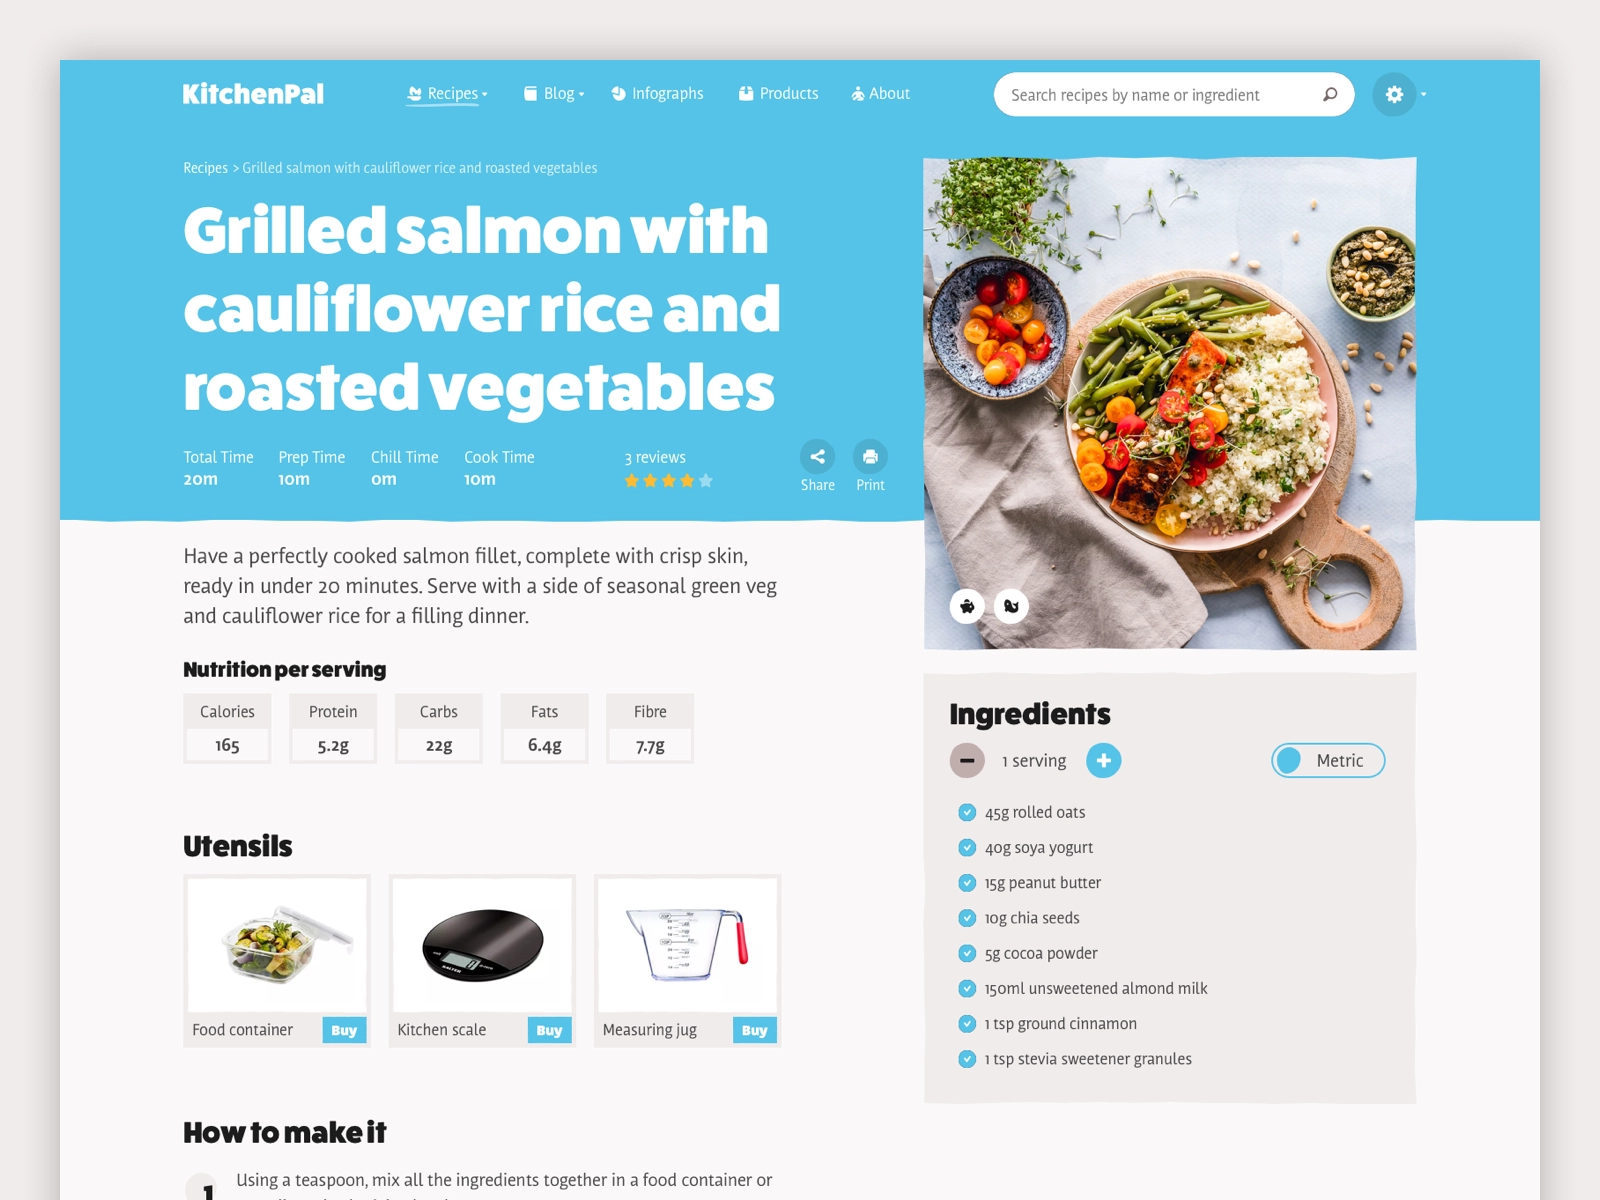 KitchenPal
Recipes
Blog
Infographs
Products
About
Search recipes by name or ingredient
Recipes > Grilled salmon with cauliflower rice and roasted vegetables
Grilled salmon with
cauliflower rice and
roasted vegetables
Total Time
20m
Prep Time
10m
Chill Time
0m
Cook Time
10m
3 reviews
Share
Print
Have a perfectly cooked salmon fillet, complete with crisp skin,
ready in under 20 minutes. Serve with a side of seasonal green veg
and cauliflower rice for a filling dinner.
Nutrition per serving
Calories
165
Protein
5.2g
Carbs
22g
Fats
6.4g
Fibre
7.7g
Utensils
SALTER
Food container
Buy
Kitchen scale
Buy
Measuring jug
Buy
How to make it
1
Using a teaspoon, mix all the ingredients together in a food container or
Ingredients
1 serving
Metric
45g rolled oats
40g soya yogurt
15g peanut butter
10g chia seeds
5g cocoa powder
150ml unsweetened almond milk
1 tsp ground cinnamon
1 tsp stevia sweetener granules